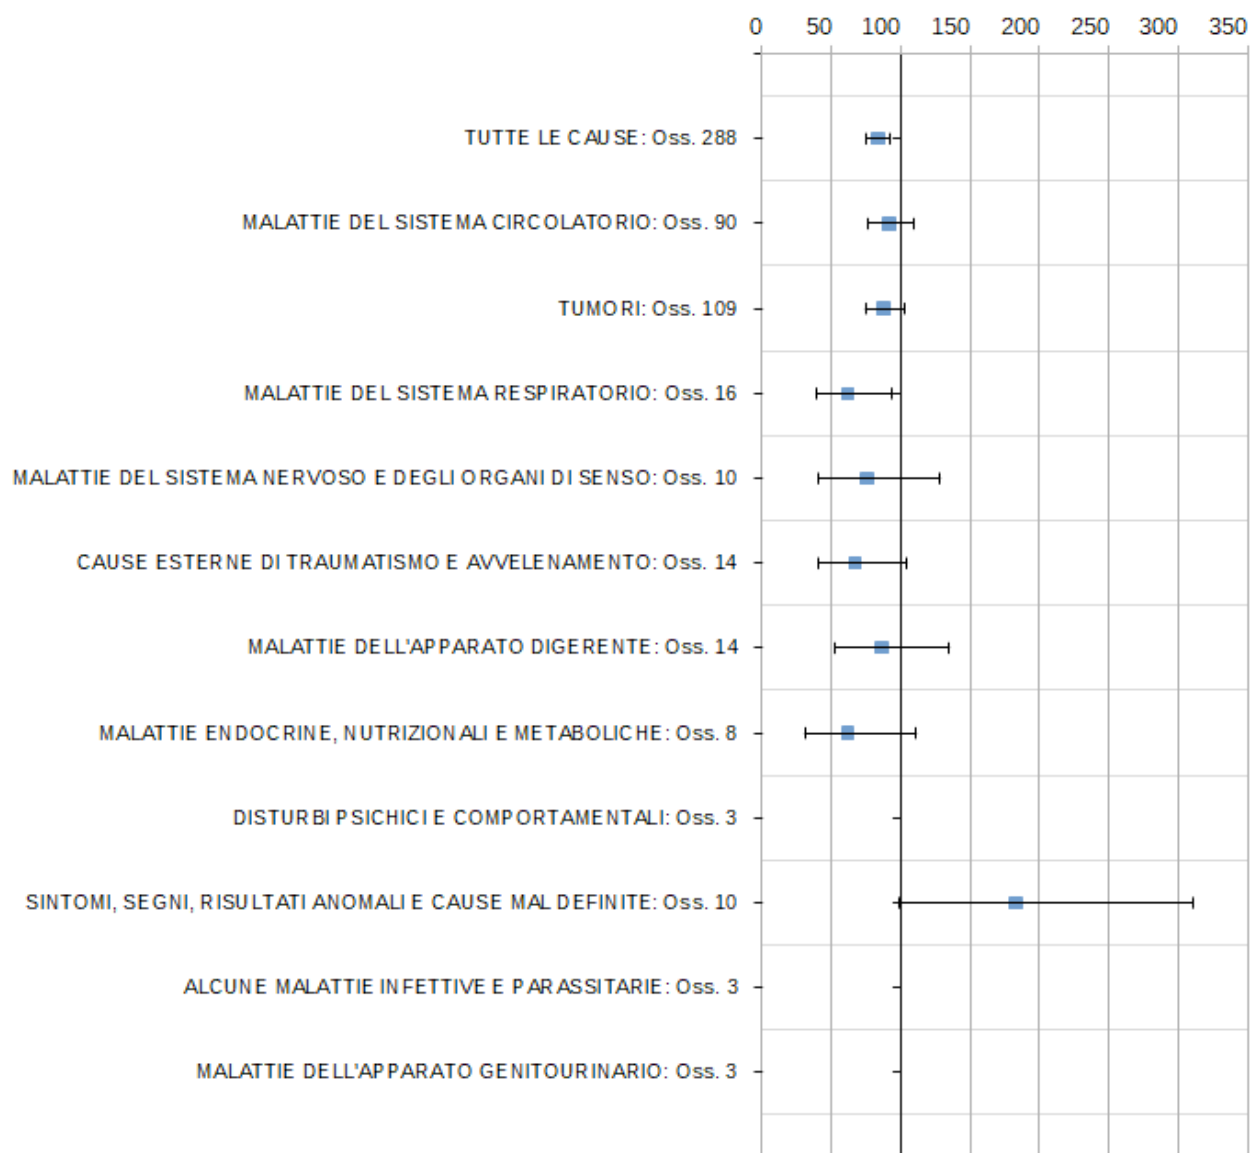 0 50 100 150 200 250 300 350
TUTTE LE CAUSE: Oss. 288
MALATTIE DEL SISTEMA CIRCOLATORIO: Oss. 90
TUMORI: Oss. 109
MALATTIE DEL SISTEMA RESPIRATORIO: Oss. 16
MALATTIE DEL SISTEMA NERVOSO E DEGLI ORGANI DI SENSO: Oss. 10
CAUSE ESTERNE DI TRAUMATISMO E AVVELENAMENTO: Oss. 14
MALATTIE DELL'APPARATO DIGERENTE: Oss. 14
MALATTIE ENDOCRINE, NUTRIZIONALI E METABOLICHE: Oss. 8
DISTURBI PSICHICI E COMPORTAMENTALI: Oss. 3
SINTOMI, SEGNI, RISULTATI ANOMALI E CAUSE MAL DEFINITE: Oss. 10
ALCUNE MALATTIE INFETTIVE E PARASSITARIE: Oss. 3
MALATTIE DELL'APPARATO GENITOURINARIO: Oss. 3